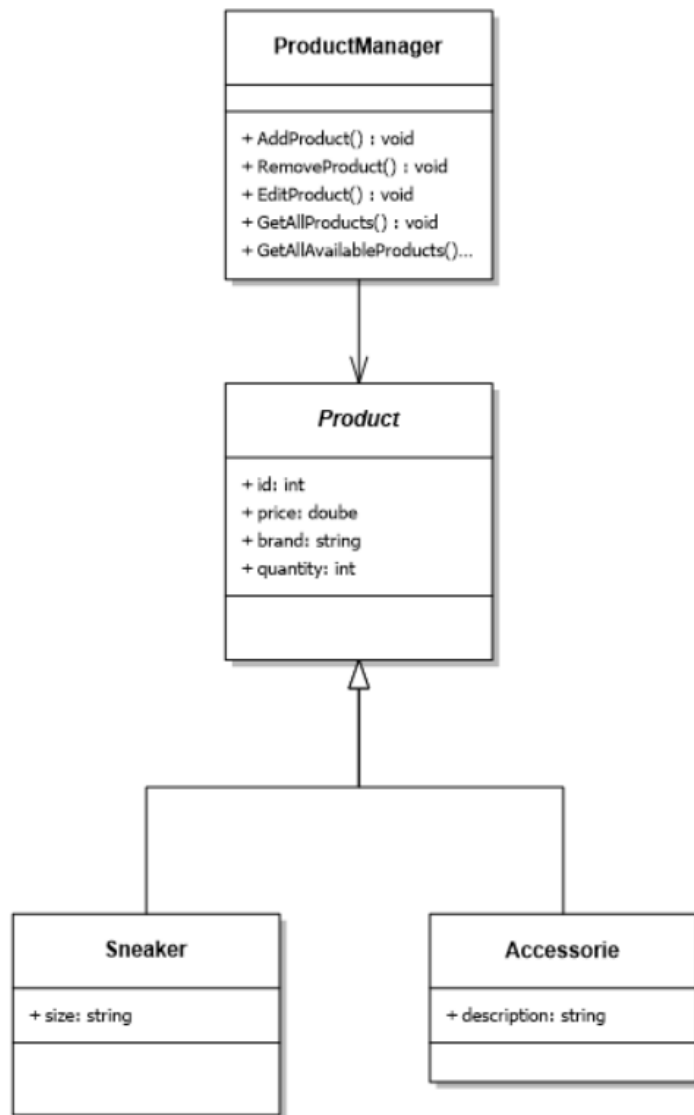 ProductManager
+ AddProduct() : void
+ RemoveProduct() : void
+ EditProduct() : void
+ GetAllProducts() : void
+ GetAllAvailableProducts()...
Product
+ id: int
+ price: doube
+ brand: string
+ quantity: int
Sneaker
+ size: string
Accessorie
+ description: string